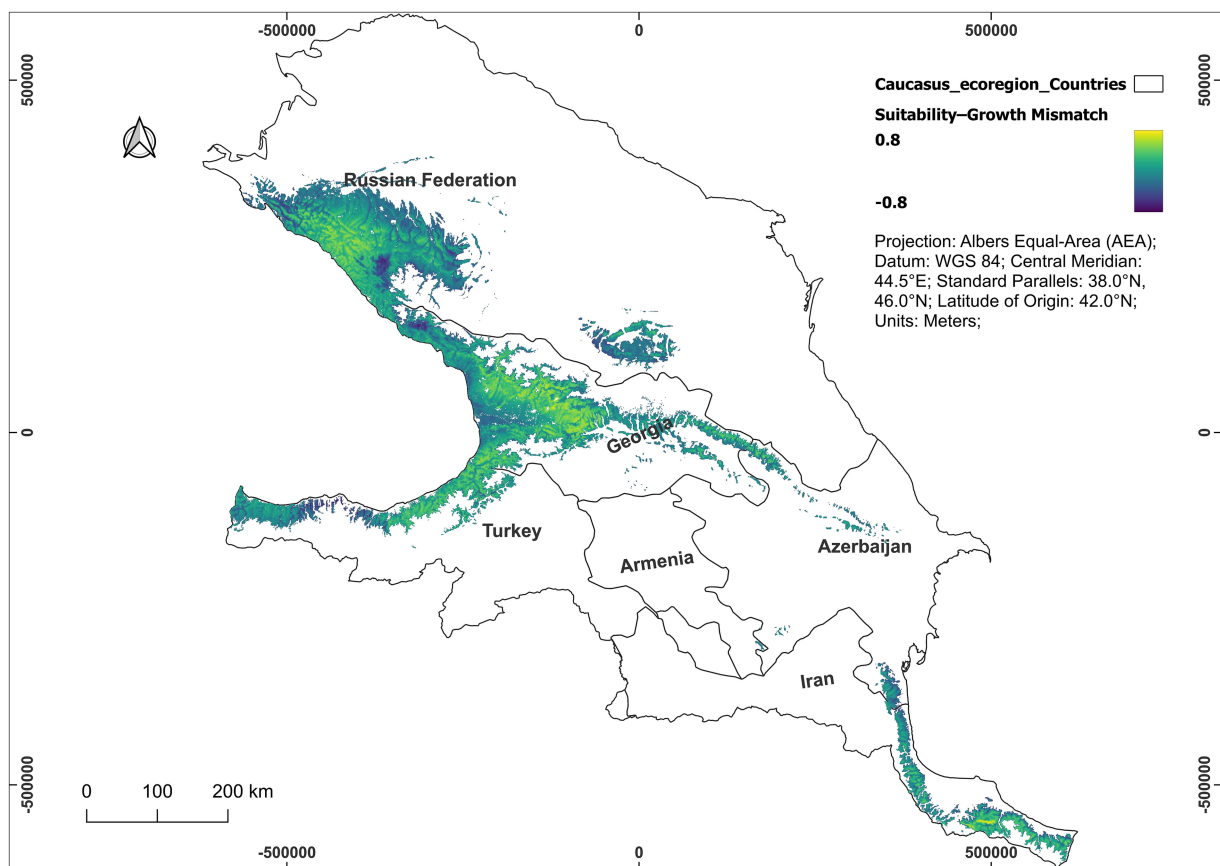 -500000
0
500000
500000
500000
Caucasus_ecoregion_Countries
Suitability–Growth Mismatch
0.8
-0.8
Projection: Albers Equal-Area (AEA);
Datum: WGS 84; Central Meridian:
44.5°E; Standard Parallels: 38.0°N,
46.0°N; Latitude of Origin: 42.0°N;
Units: Meters;
Russian Federation
0
0
Georgia
Turkey
Azerbaijan
Armenia
Iran
-500000
-500000
0
100
200 km
-500000
0
500000